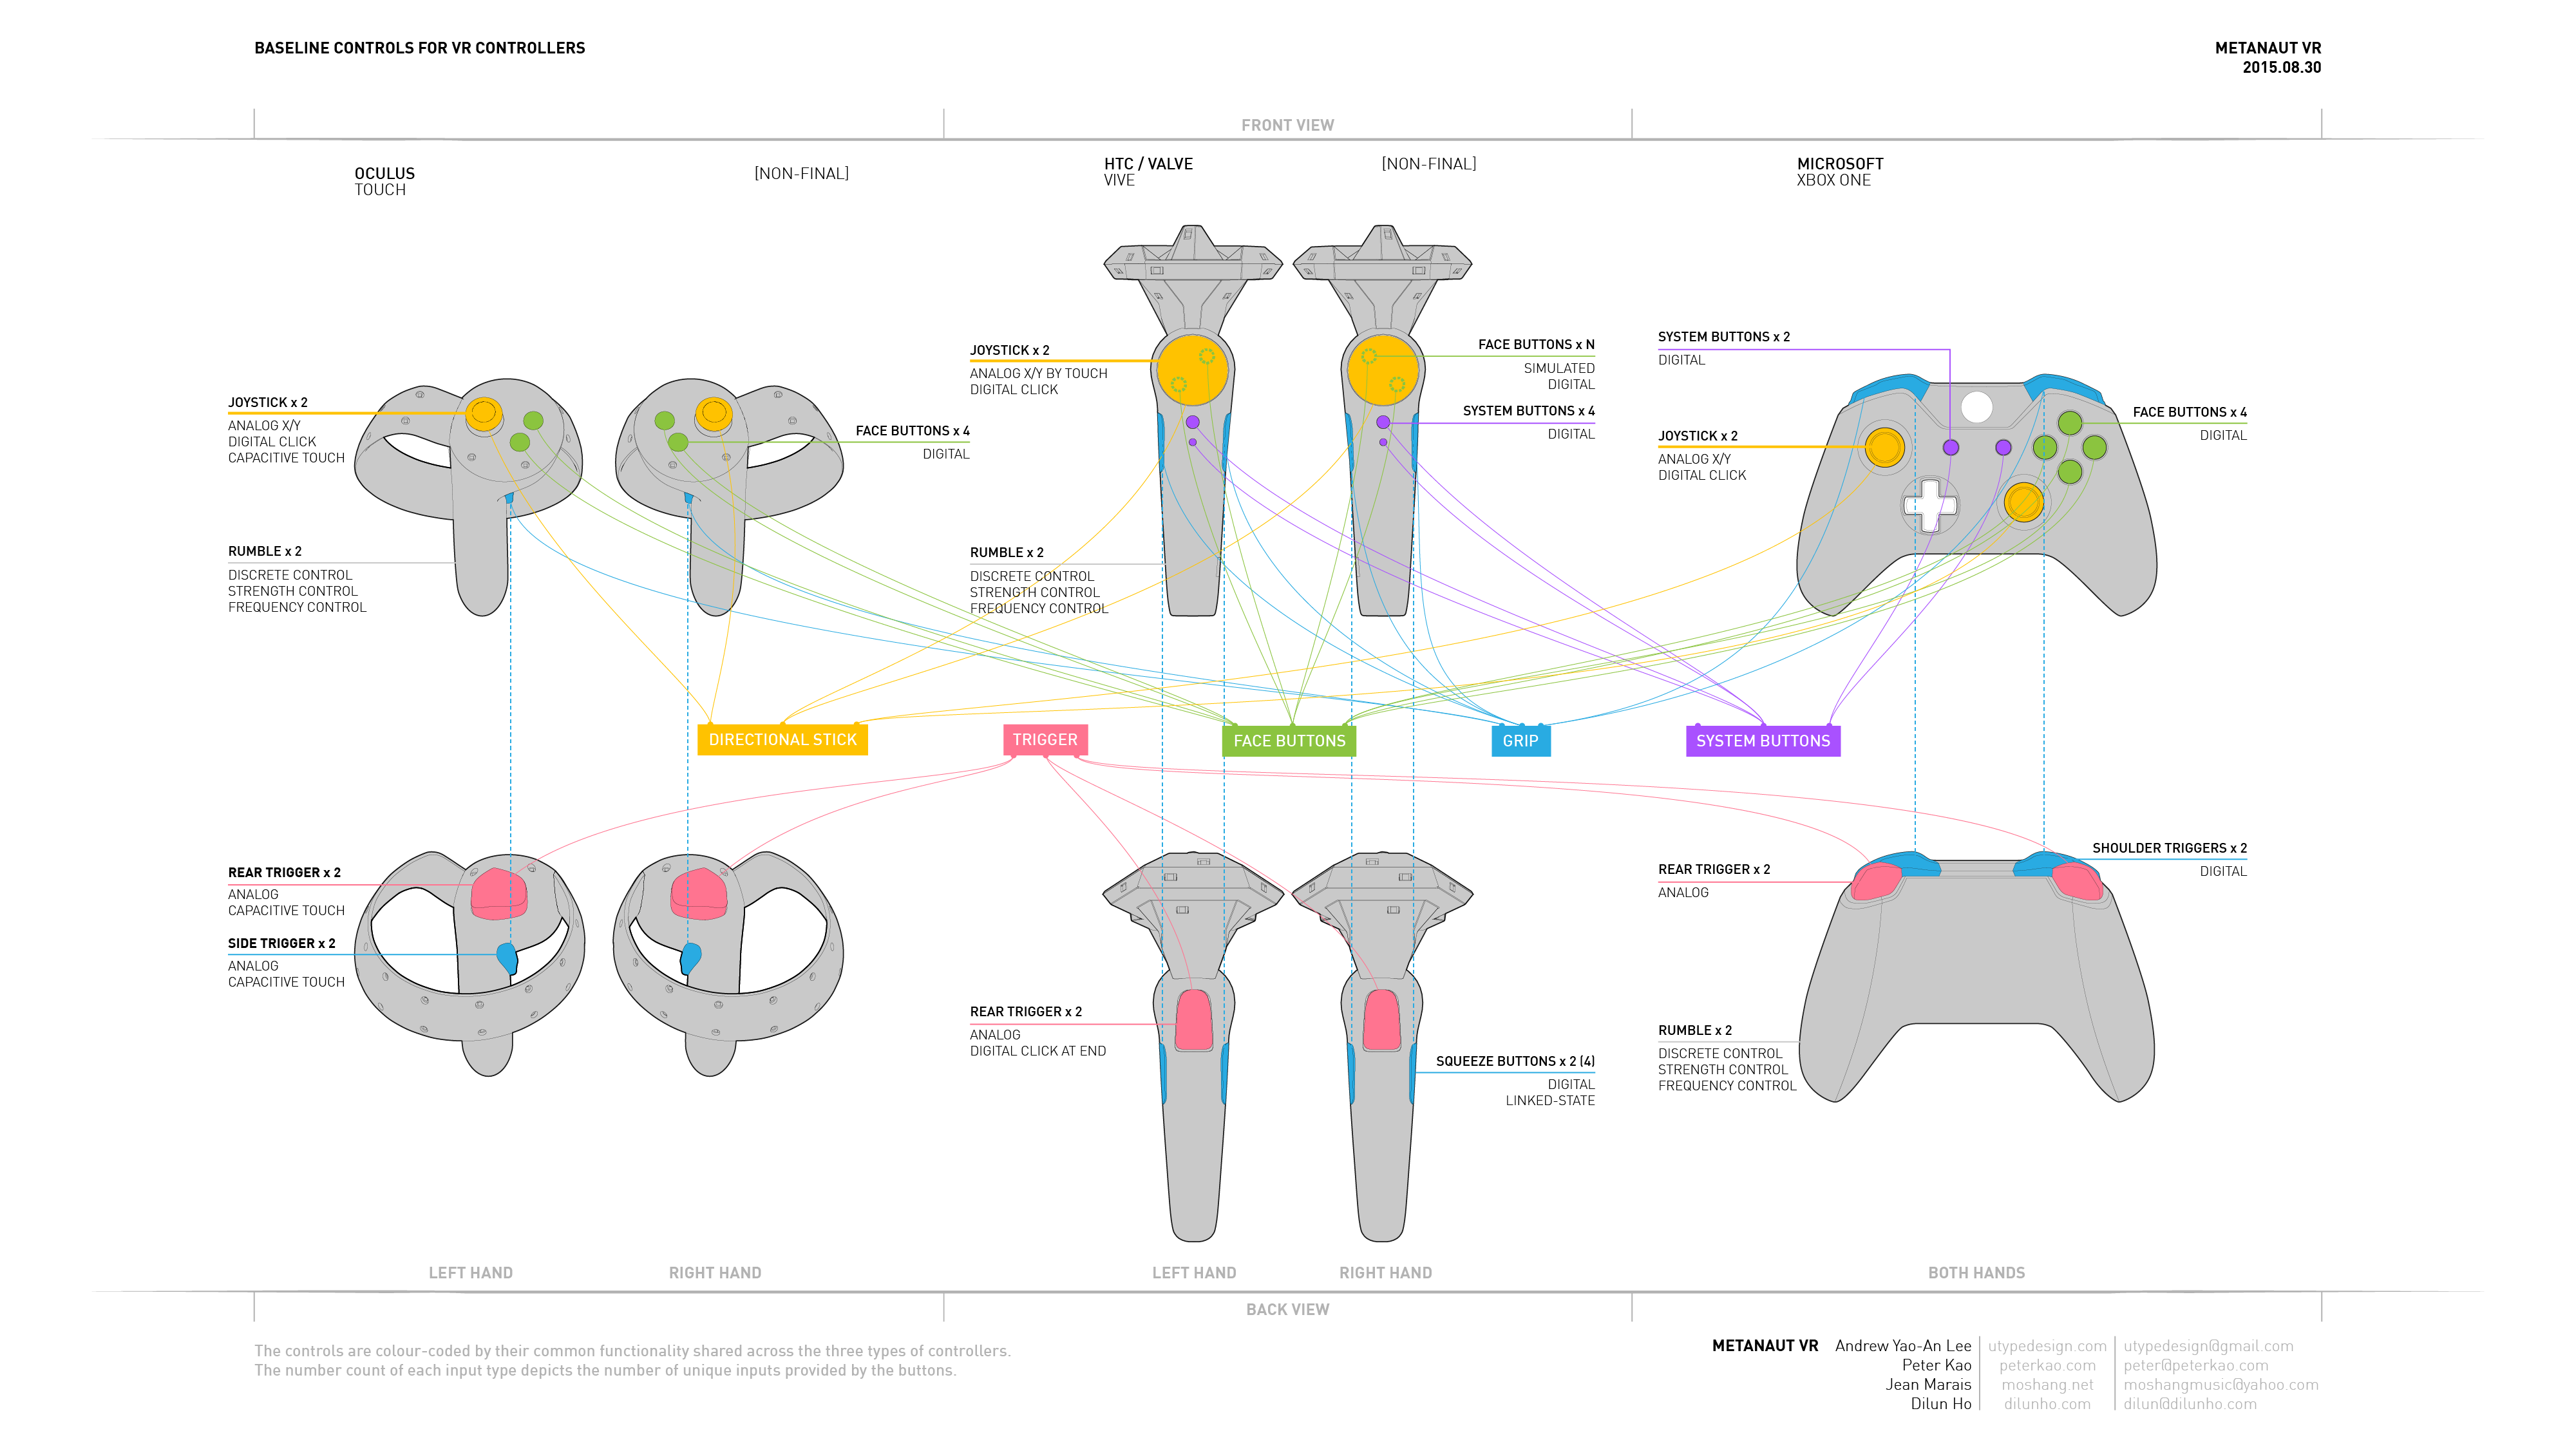 BASELINE CONTROLS FOR VR CONTROLLERS
METANAUT VR
2015.08.30
FRONT VIEW
OCULUS
TOUCH
[NON-FINAL]
HTC / VALVE
VIVE
[NON-FINAL]
MICROSOFT
XBOX ONE
JOYSTICK x 2
ANALOG X/Y
DIGITAL CLICK
CAPACITIVE TOUCH
FACE BUTTONS x 4
DIGITAL
RUMBLE x 2
DISCRETE CONTROL
STRENGTH CONTROL
FREQUENCY CONTROL
JOYSTICK x 2
ANALOG X/Y BY TOUCH
DIGITAL CLICK
FACE BUTTONS x N
SIMULATED
DIGITAL
SYSTEM BUTTONS x 4
DIGITAL
RUMBLE x 2
DISCRETE CONTROL
STRENGTH CONTROL
FREQUENCY CONTROL
SYSTEM BUTTONS x 2
DIGITAL
JOYSTICK x 2
ANALOG X/Y
DIGITAL CLICK
FACE BUTTONS x 4
DIGITAL
DIRECTIONAL STICK
TRIGGER
FACE BUTTONS
GRIP
SYSTEM BUTTONS
REAR TRIGGER x 2
ANALOG
CAPACITIVE TOUCH
SIDE TRIGGER x 2
ANALOG
CAPACITIVE TOUCH
REAR TRIGGER x 2
ANALOG
DIGITAL CLICK AT END
SQUEEZE BUTTONS x 2 (4)
DIGITAL
LINKED-STATE
REAR TRIGGER x 2
ANALOG
SHOULDER TRIGGERS x 2
DIGITAL
RUMBLE x 2
DISCRETE CONTROL
STRENGTH CONTROL
FREQUENCY CONTROL
LEFT HAND
RIGHT HAND
LEFT HAND
RIGHT HAND
BOTH HANDS
BACK VIEW
The controls are colour-coded by their common functionality shared across the three types of controllers.
The number count of each input type depicts the number of unique inputs provided by the buttons.
METANAUT VR Andrew Yao-An Lee utypedesign.com utypedesign@gmail.com
Peter Kao peterkao.com peter@peterkao.com
Jean Marais moshang.net moshangmusic@yahoo.com
Dilun Ho dilunho.com dilun@dilunho.com